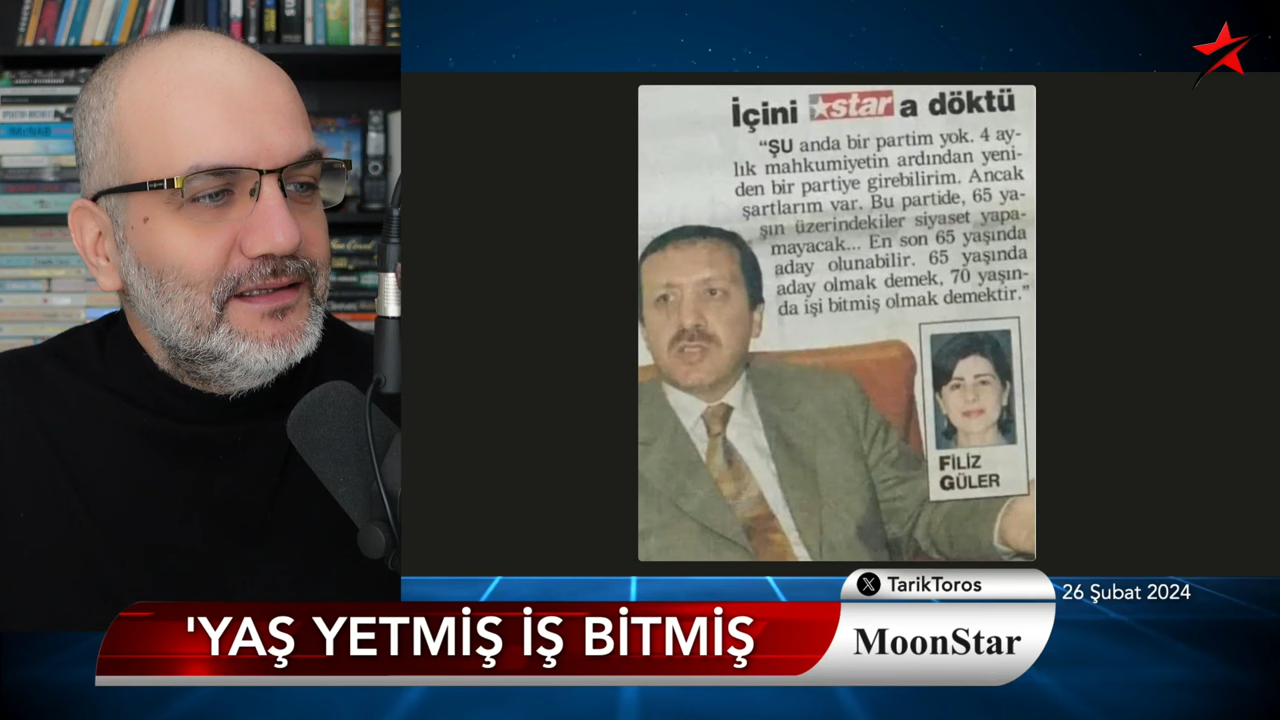 İçini star a döktü
"ŞU anda bir partim yok. 4 ay-
lık mahkumiyetin ardından yeni-
den bir partiye girebilirim. Ancak
şartlarım var. Bu partide, 65 ya-
şın üzerindekiler siyaset yapa-
mayacak... En son 65 yaşında
aday olunabilir. 65 yaşında
aday olmak demek, 70 yaşın-
da işi bitmiş olmak demektir."
FİLİZ
GÜLER
TarikToros
26 Şubat 2024
'YAŞ YETMİŞ İŞ BİTMİŞ
MoonStar